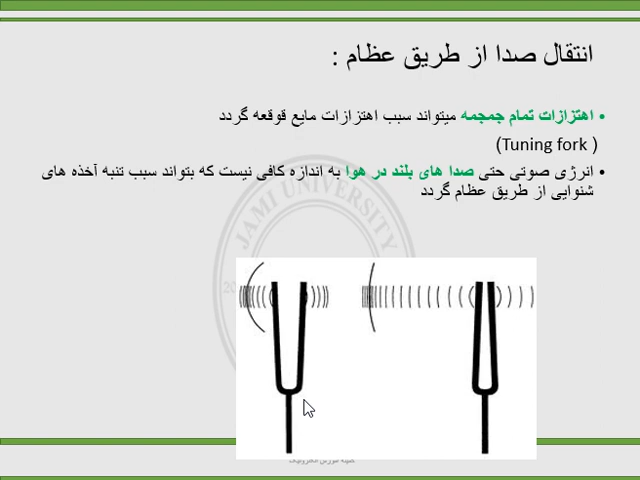 انتقال صدا از طریق عظام :
• اهتزازات تمام جمجمه میتواند سبب اهتزازات مایع قوقعه گردد
(Tuning fork )
• انرژی صوتی حتی صدا های بلند در هوا به اندازه کافی نیست که بتواند سبب تنبه آخذه های
شنوایی از طریق عظام گردد
JAMI UNIVERSITY